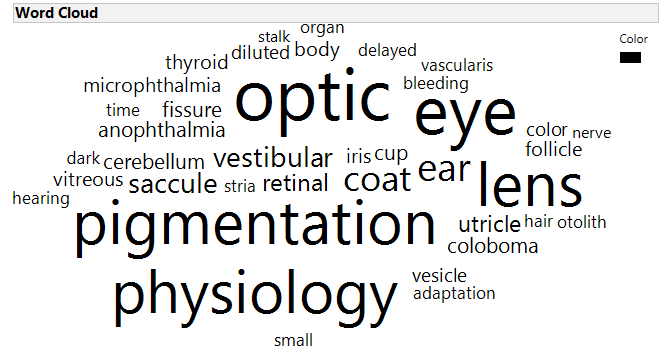 Word Cloud
Color
organ
stalk
diluted body delayed
thyroid
vascularis
microphthalmia
bleeding
optic eye
time fissure
anophthalmia
color nerve
follicle
dark cerebellum vestibular iris cup
vitreous saccule stria retinal coat ear lens
hearing
pigmentation
utricle hair otolith
coloboma
physiology
vesicle
adaptation
small